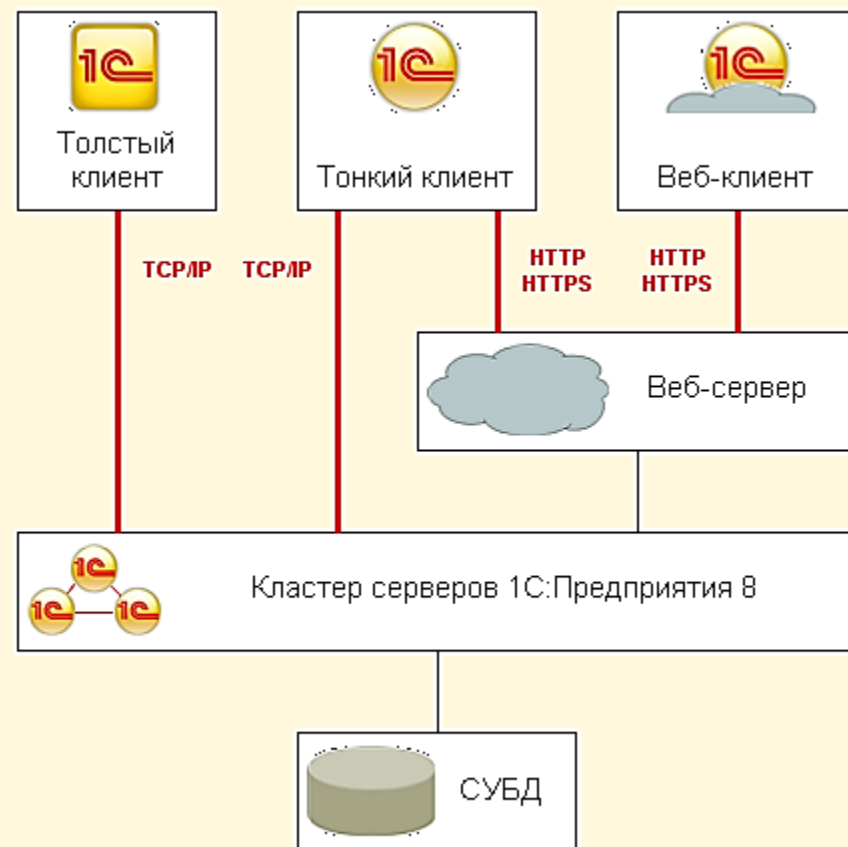 1С
1С
1С
Толстый
клиент
Тонкий клиент
Веб-клиент
TCP/IP
TCP/IP
HTTP
HTTPS
HTTP
HTTPS
Веб-сервер
1С
1С
1С
Кластер серверов 1С:Предприятия 8
СУБД